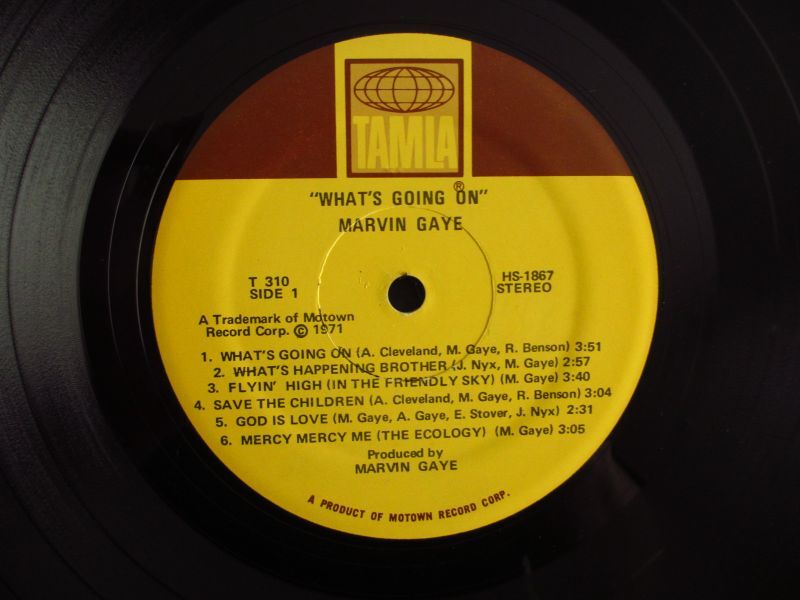 TAMLA
®
"WHAT'S GOING ON"
MARVIN GAYE
T 310
SIDE 1
HS-1867
STEREO
A Trademark of Motown
Record Corp. © 1971
1. WHAT'S GOING ON (A. Cleveland, M. Gaye, R. Benson) 3:51
2. WHAT'S HAPPENING BROTHER (J. Nyx, M. Gaye) 2:57
3. FLYIN' HIGH (IN THE FRIENDLY SKY) (M. Gaye) 3:40
4. SAVE THE CHILDREN (A. Cleveland, M. Gaye, R. Benson) 3:04
5. GOD IS LOVE (M. Gaye, A. Gaye, E. Stover, J. Nyx) 2:31
6. MERCY MERCY ME (THE ECOLOGY) (M. Gaye) 3:05
Produced by
MARVIN GAYE
A PRODUCT OF MOTOWN RECORD CORP.